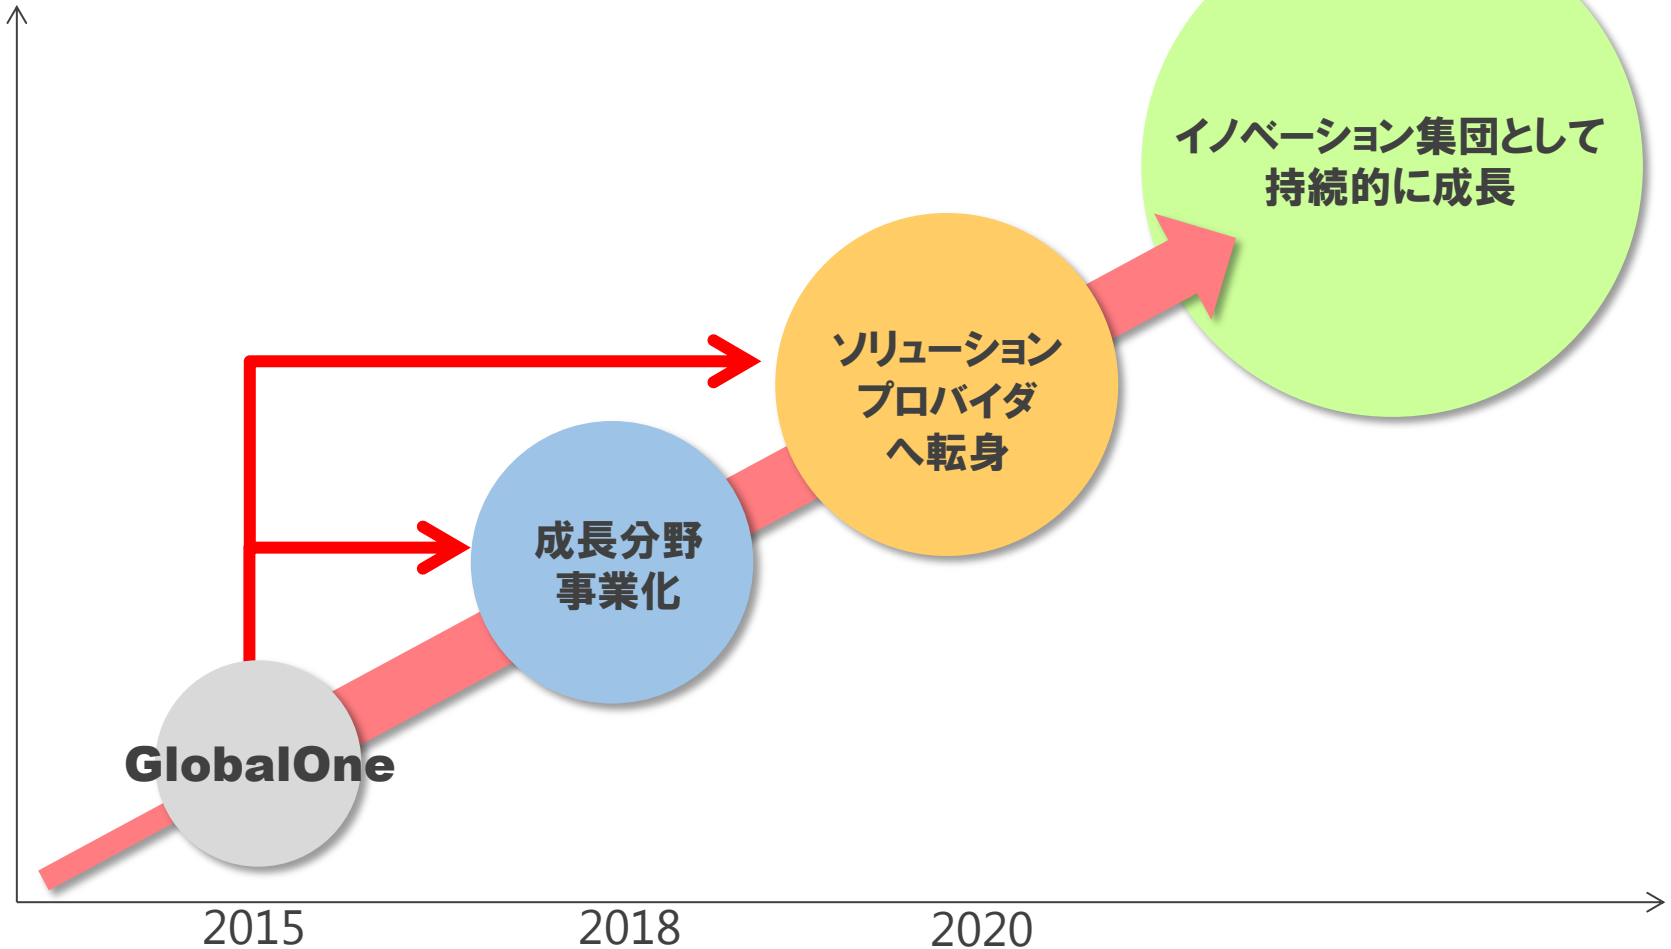 イノベーション集団として
持続的に成長
ソリューション
プロバイダ
へ転身
成長分野
事業化
GlobalOne
2015
2018
2020